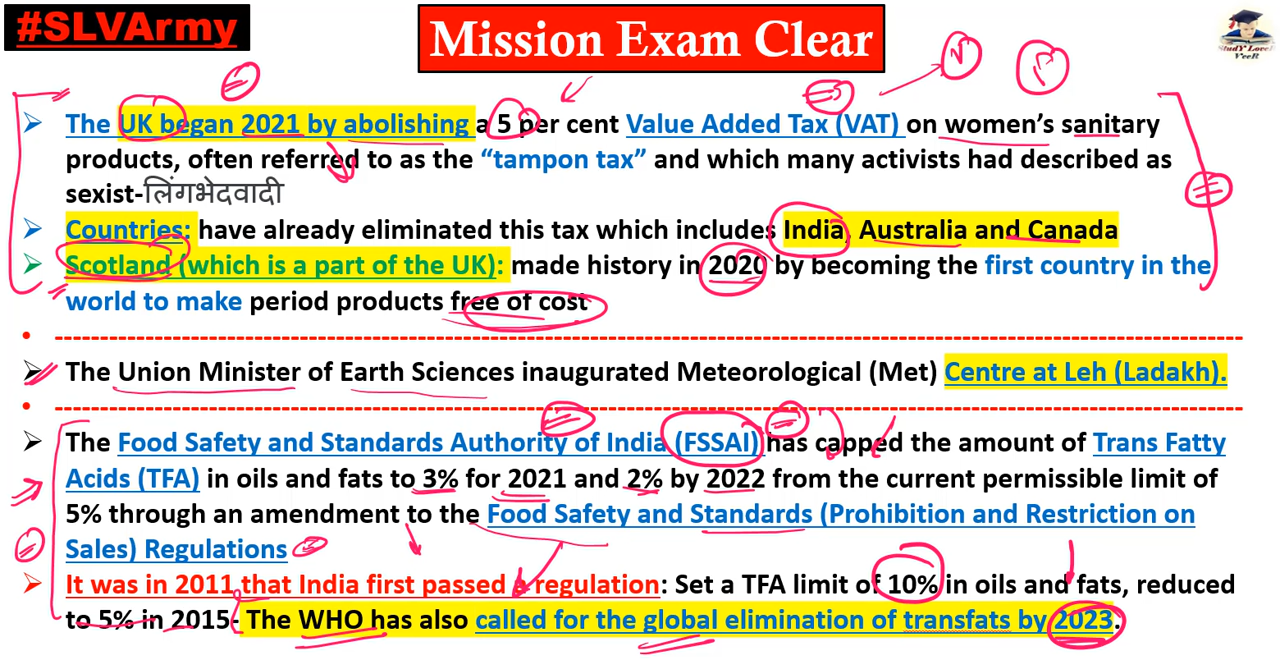 #SLVArmy
Mission Exam Clear
StudY LoveR
VeeR
The UK began 2021 by abolishing a 5 per cent Value Added Tax (VAT) on women's sanitary
products, often referred to as the “tampon tax” and which many activists had described as
sexist-लिंगभेदवादी
Countries: have already eliminated this tax which includes India, Australia and Canada
Scotland (which is a part of the UK): made history in 2020 by becoming the first country in the
world to make period products free of cost
The Union Minister of Earth Sciences inaugurated Meteorological (Met) Centre at Leh (Ladakh).
The Food Safety and Standards Authority of India (FSSAI) has capped the amount of Trans Fatty
Acids (TFA) in oils and fats to 3% for 2021 and 2% by 2022 from the current permissible limit of
5% through an amendment to the Food Safety and Standards (Prohibition and Restriction on
Sales) Regulations
It was in 2011 that India first passed a regulation: Set a TFA limit of 10% in oils and fats, reduced
to 5% in 2015- The WHO has also called for the global elimination of transfats by 2023.